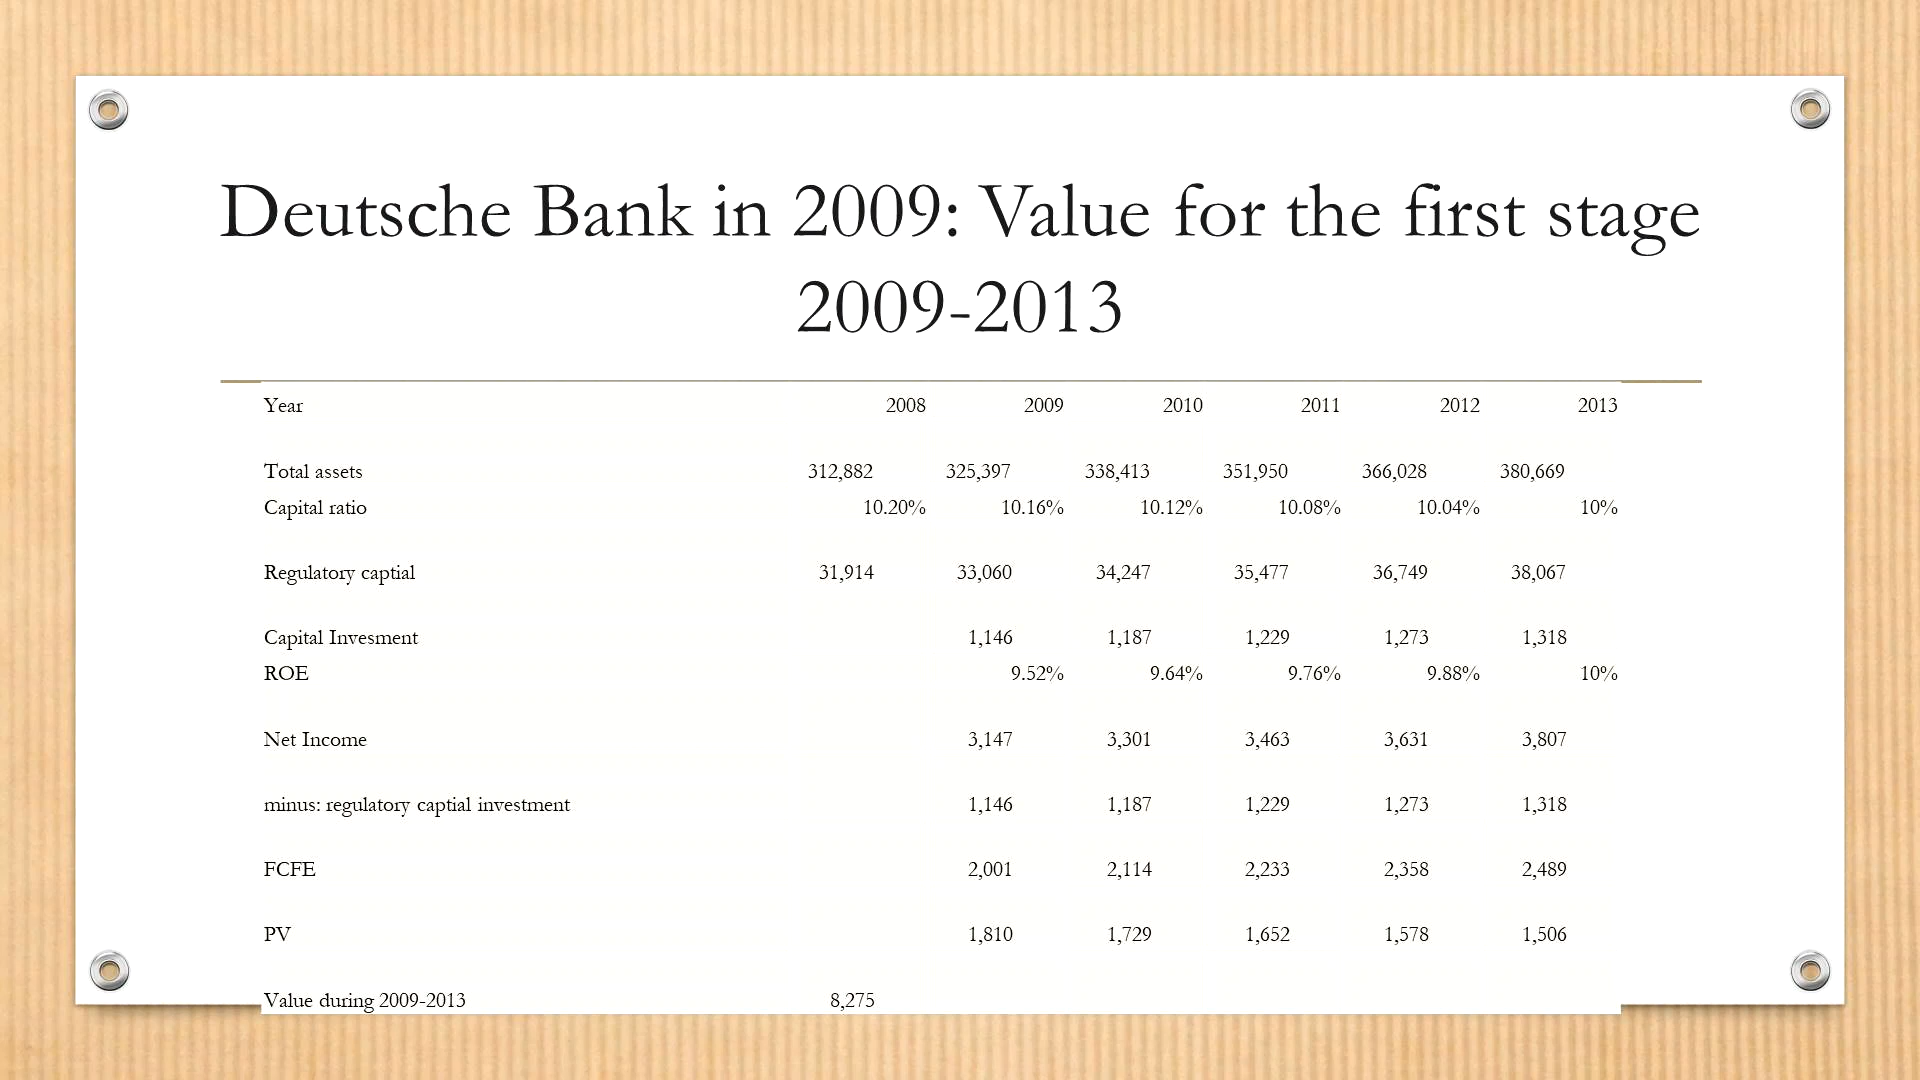 Deutsche Bank in 2009: Value for the first stage
2009-2013
Year 2008 2009 2010 2011 2012 2013
Total assets 312,882 325,397 338,413 351,950 366,028 380,669
Capital ratio 10.20% 10.16% 10.12% 10.08% 10.04% 10%
Regulatory captial 31,914 33,060 34,247 35,477 36,749 38,067
Capital Invesment 1,146 1,187 1,229 1,273 1,318
ROE 9.52% 9.64% 9.76% 9.88% 10%
Net Income 3,147 3,301 3,463 3,631 3,807
minus: regulatory captial investment 1,146 1,187 1,229 1,273 1,318
FCFE 2,001 2,114 2,233 2,358 2,489
PV 1,810 1,729 1,652 1,578 1,506
Value during 2009-2013 8,275